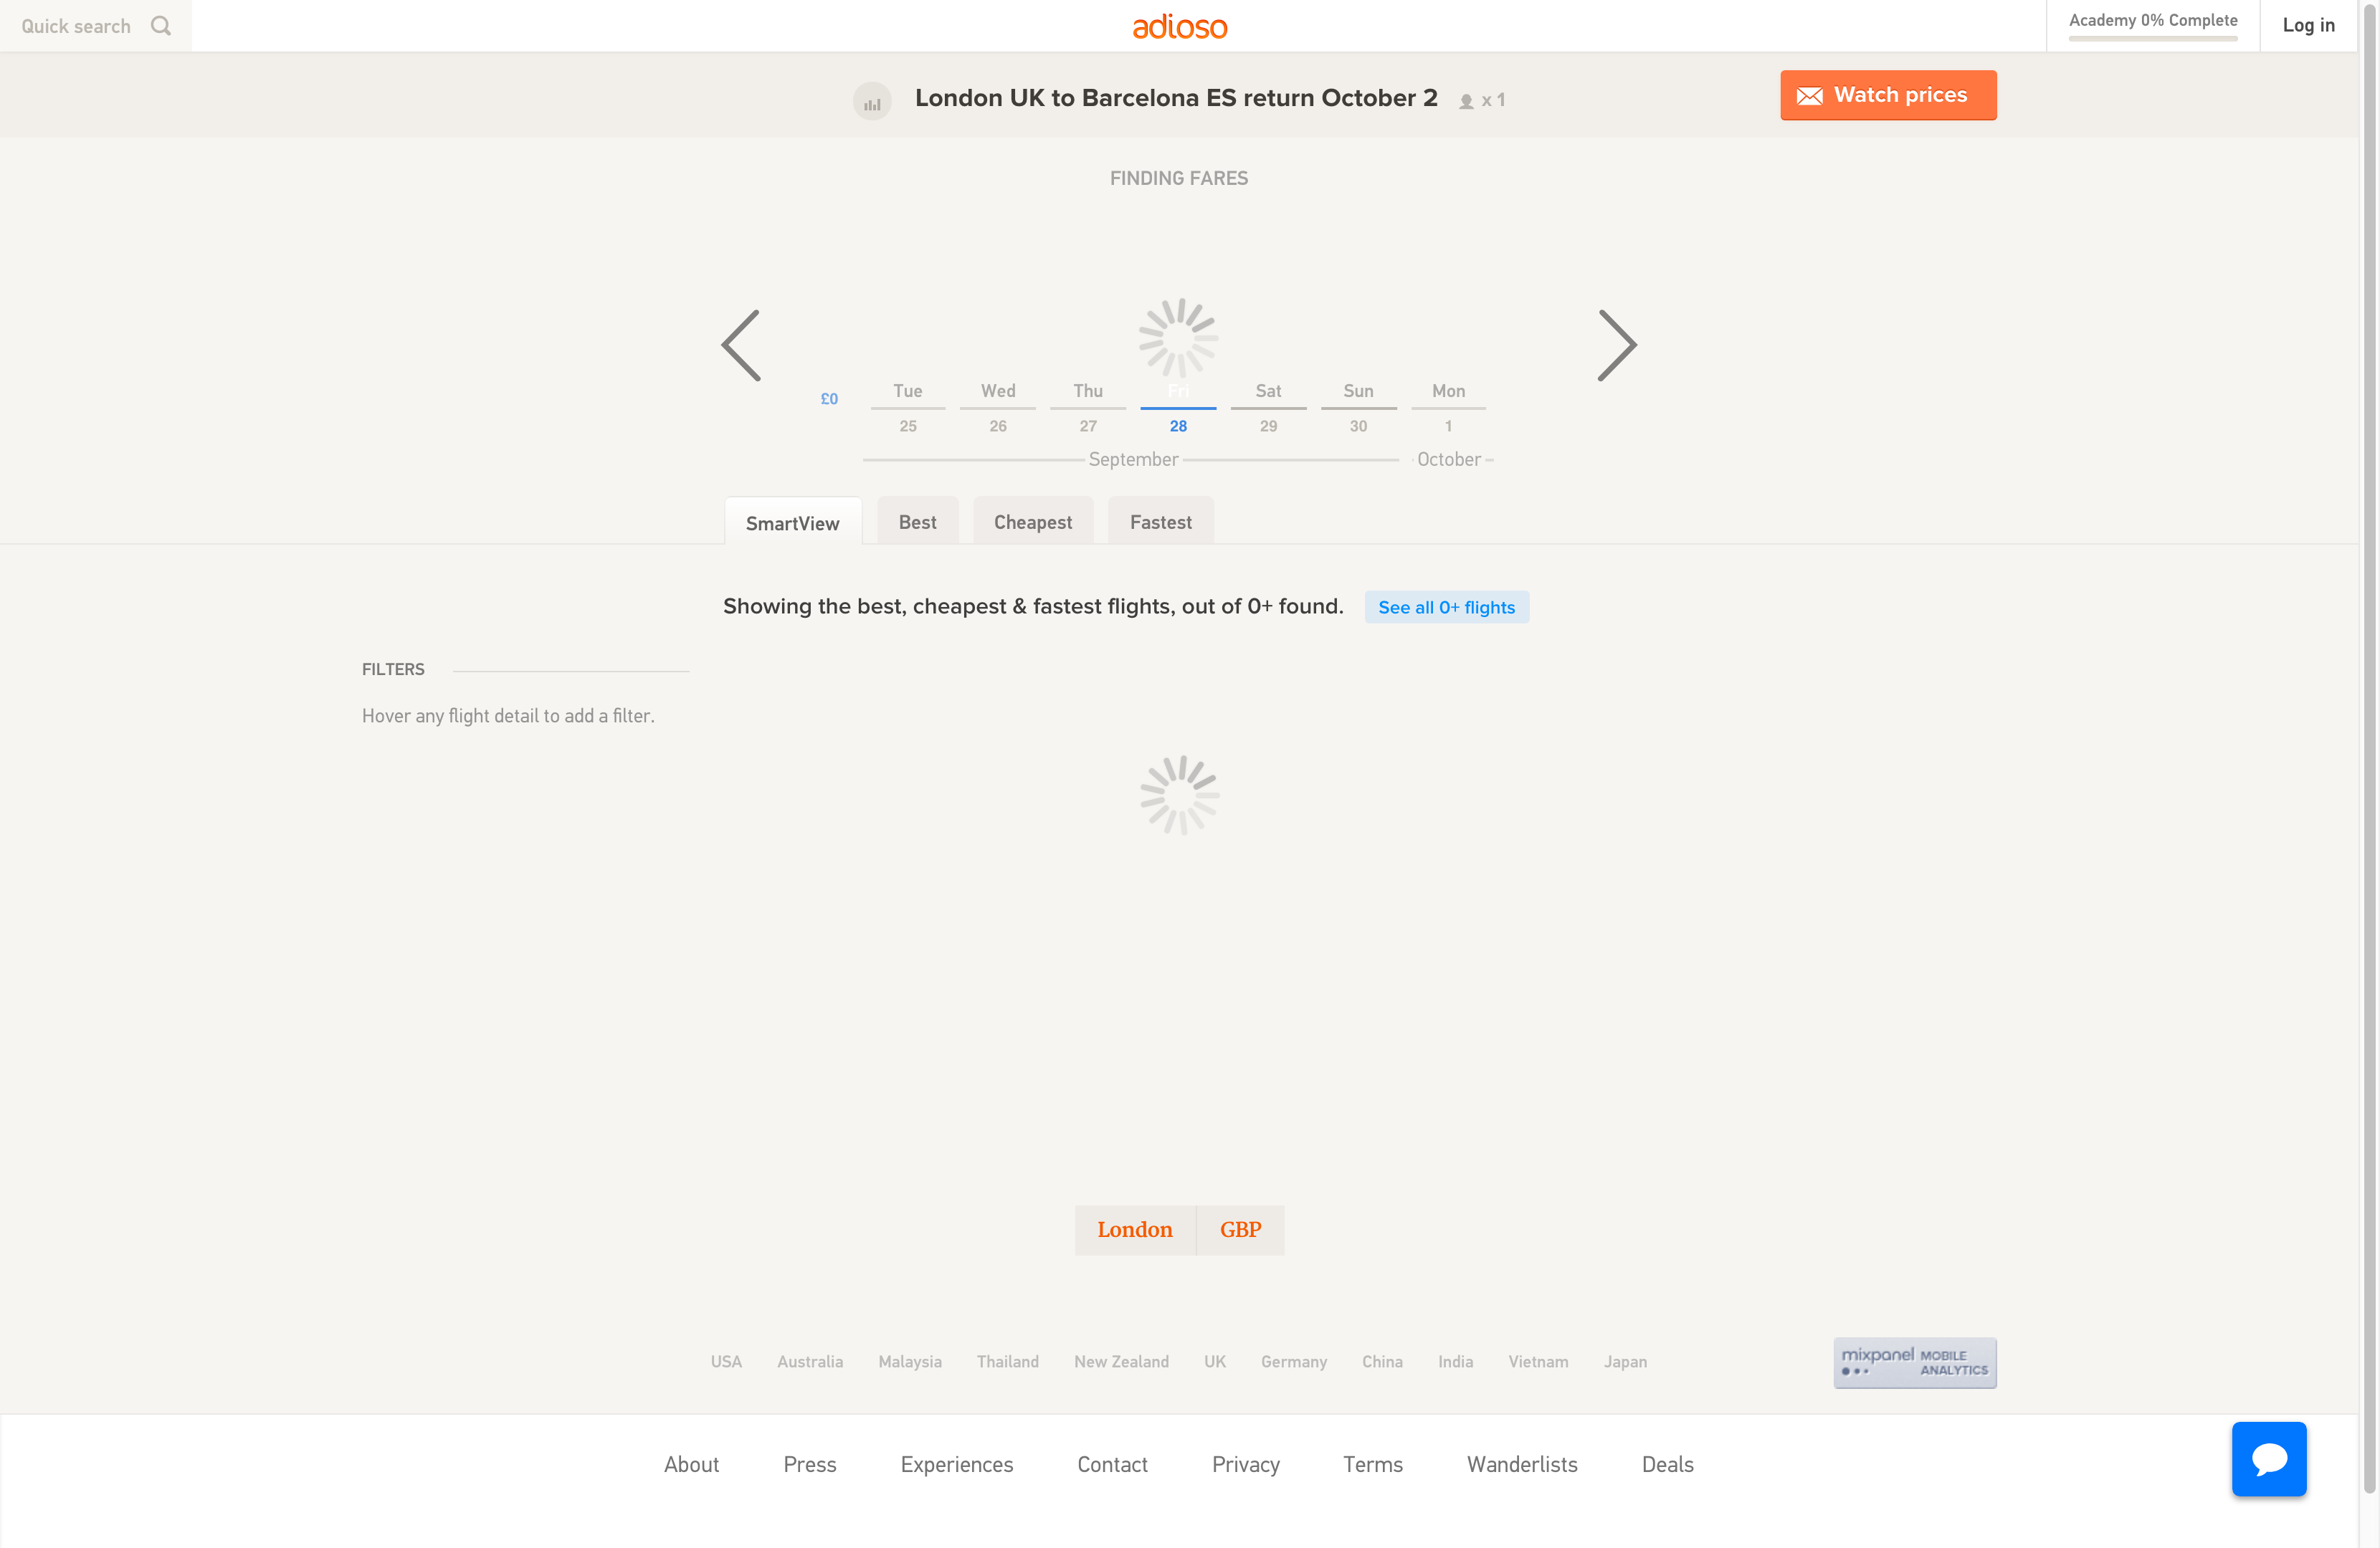 Quick search
adioso
Academy 0% Complete
Log in
London UK to Barcelona ES return October 2
x 1
Watch prices
FINDING FARES
£0
Tue Wed Thu Fri Sat Sun Mon
25 26 27 28 29 30 1
September October
SmartView Best Cheapest Fastest
Showing the best, cheapest & fastest flights, out of 0+ found.
See all 0+ flights
FILTERS
Hover any flight detail to add a filter.
London GBP
USA Australia Malaysia Thailand New Zealand UK Germany China India Vietnam Japan
mixpanel MOBILE
ANALYTICS
About Press Experiences Contact Privacy Terms Wanderlists Deals